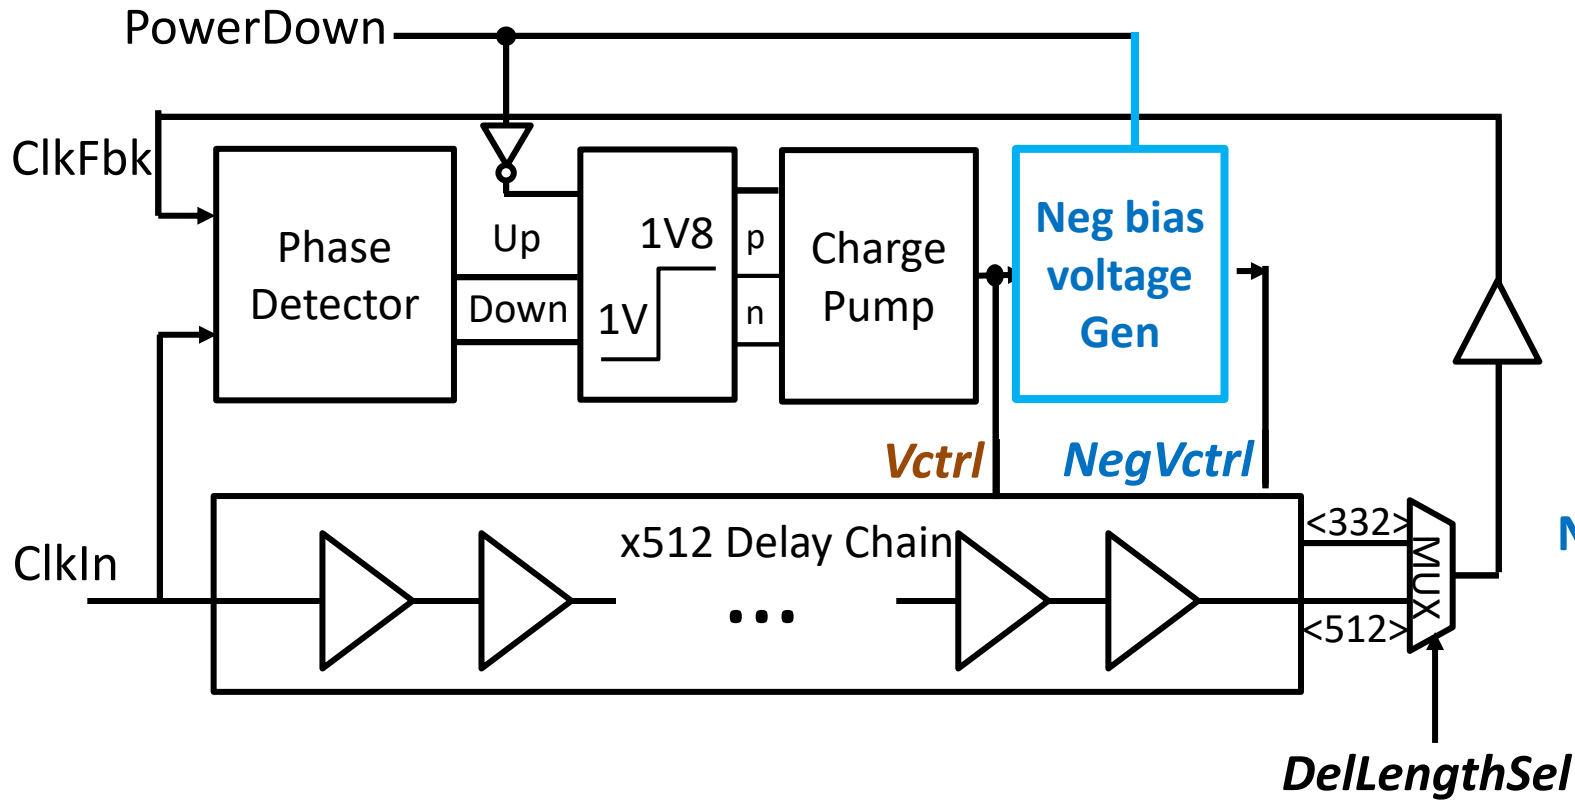 PowerDown
ClkFbk
Phase
Detector
Up
Down
1V8
1V
p
n
Charge
Pump
Neg bias
voltage
Gen
Vctrl
NegVctrl
x512 Delay Chain
...
ClkIn
<332>
<512>
MUX
N
DelLengthSel